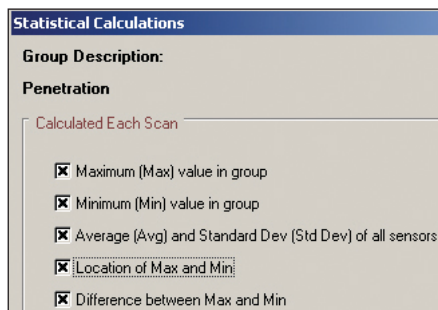 Statistical Calculations
Group Description:
Penetration
Calculated Each Scan
Maximum (Max) value in group
Minimum (Min) value in group
Average (Avg) and Standard Dev (Std Dev) of all sensors
Location of Max and Min
Difference between Max and Min